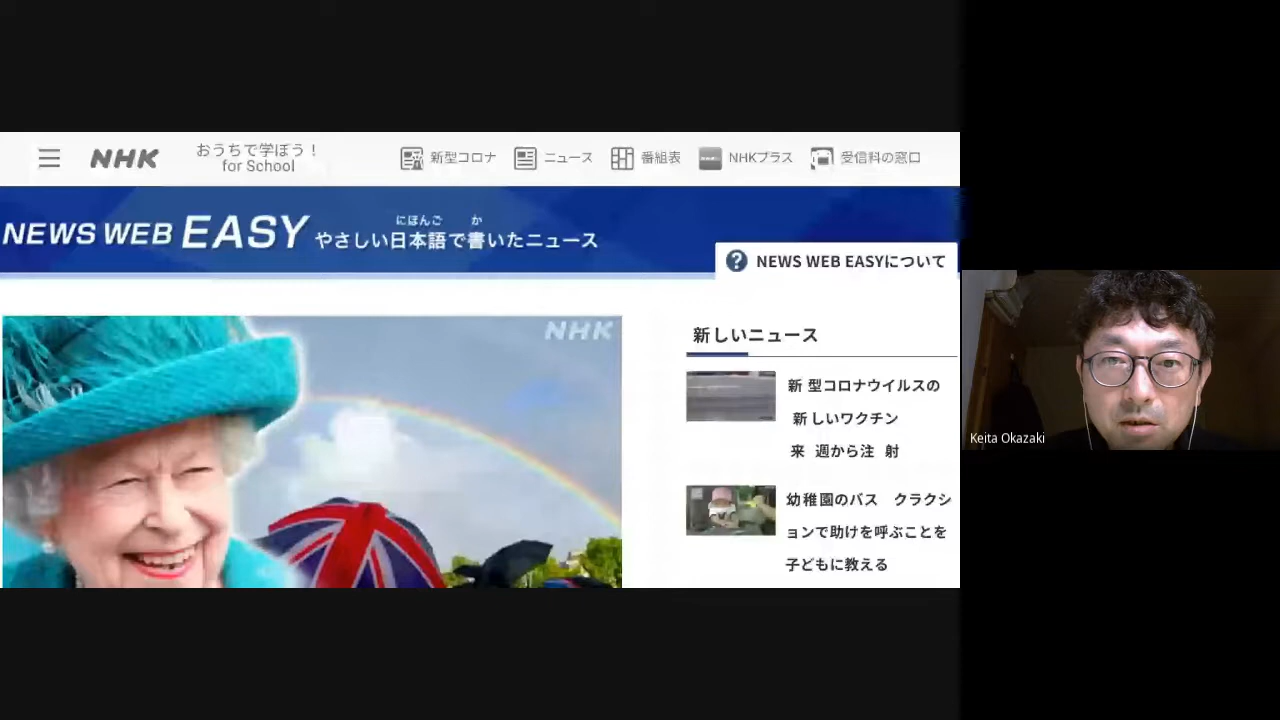 NHK
おうちで学ぼう！
for School
新型コロナ
ニュース
番組表
NHKプラス
受信料の窓口
NEWS WEB EASY
にほんご か
やさしい日本語で書いたニュース
NEWS WEB EASYについて
NHK
新しいニュース
新型コロナウイルスの
新しいワクチン
来週から注射
幼稚園のバス クラクシ
ョンで助けを呼ぶことを
子どもに教える
Keita Okazaki